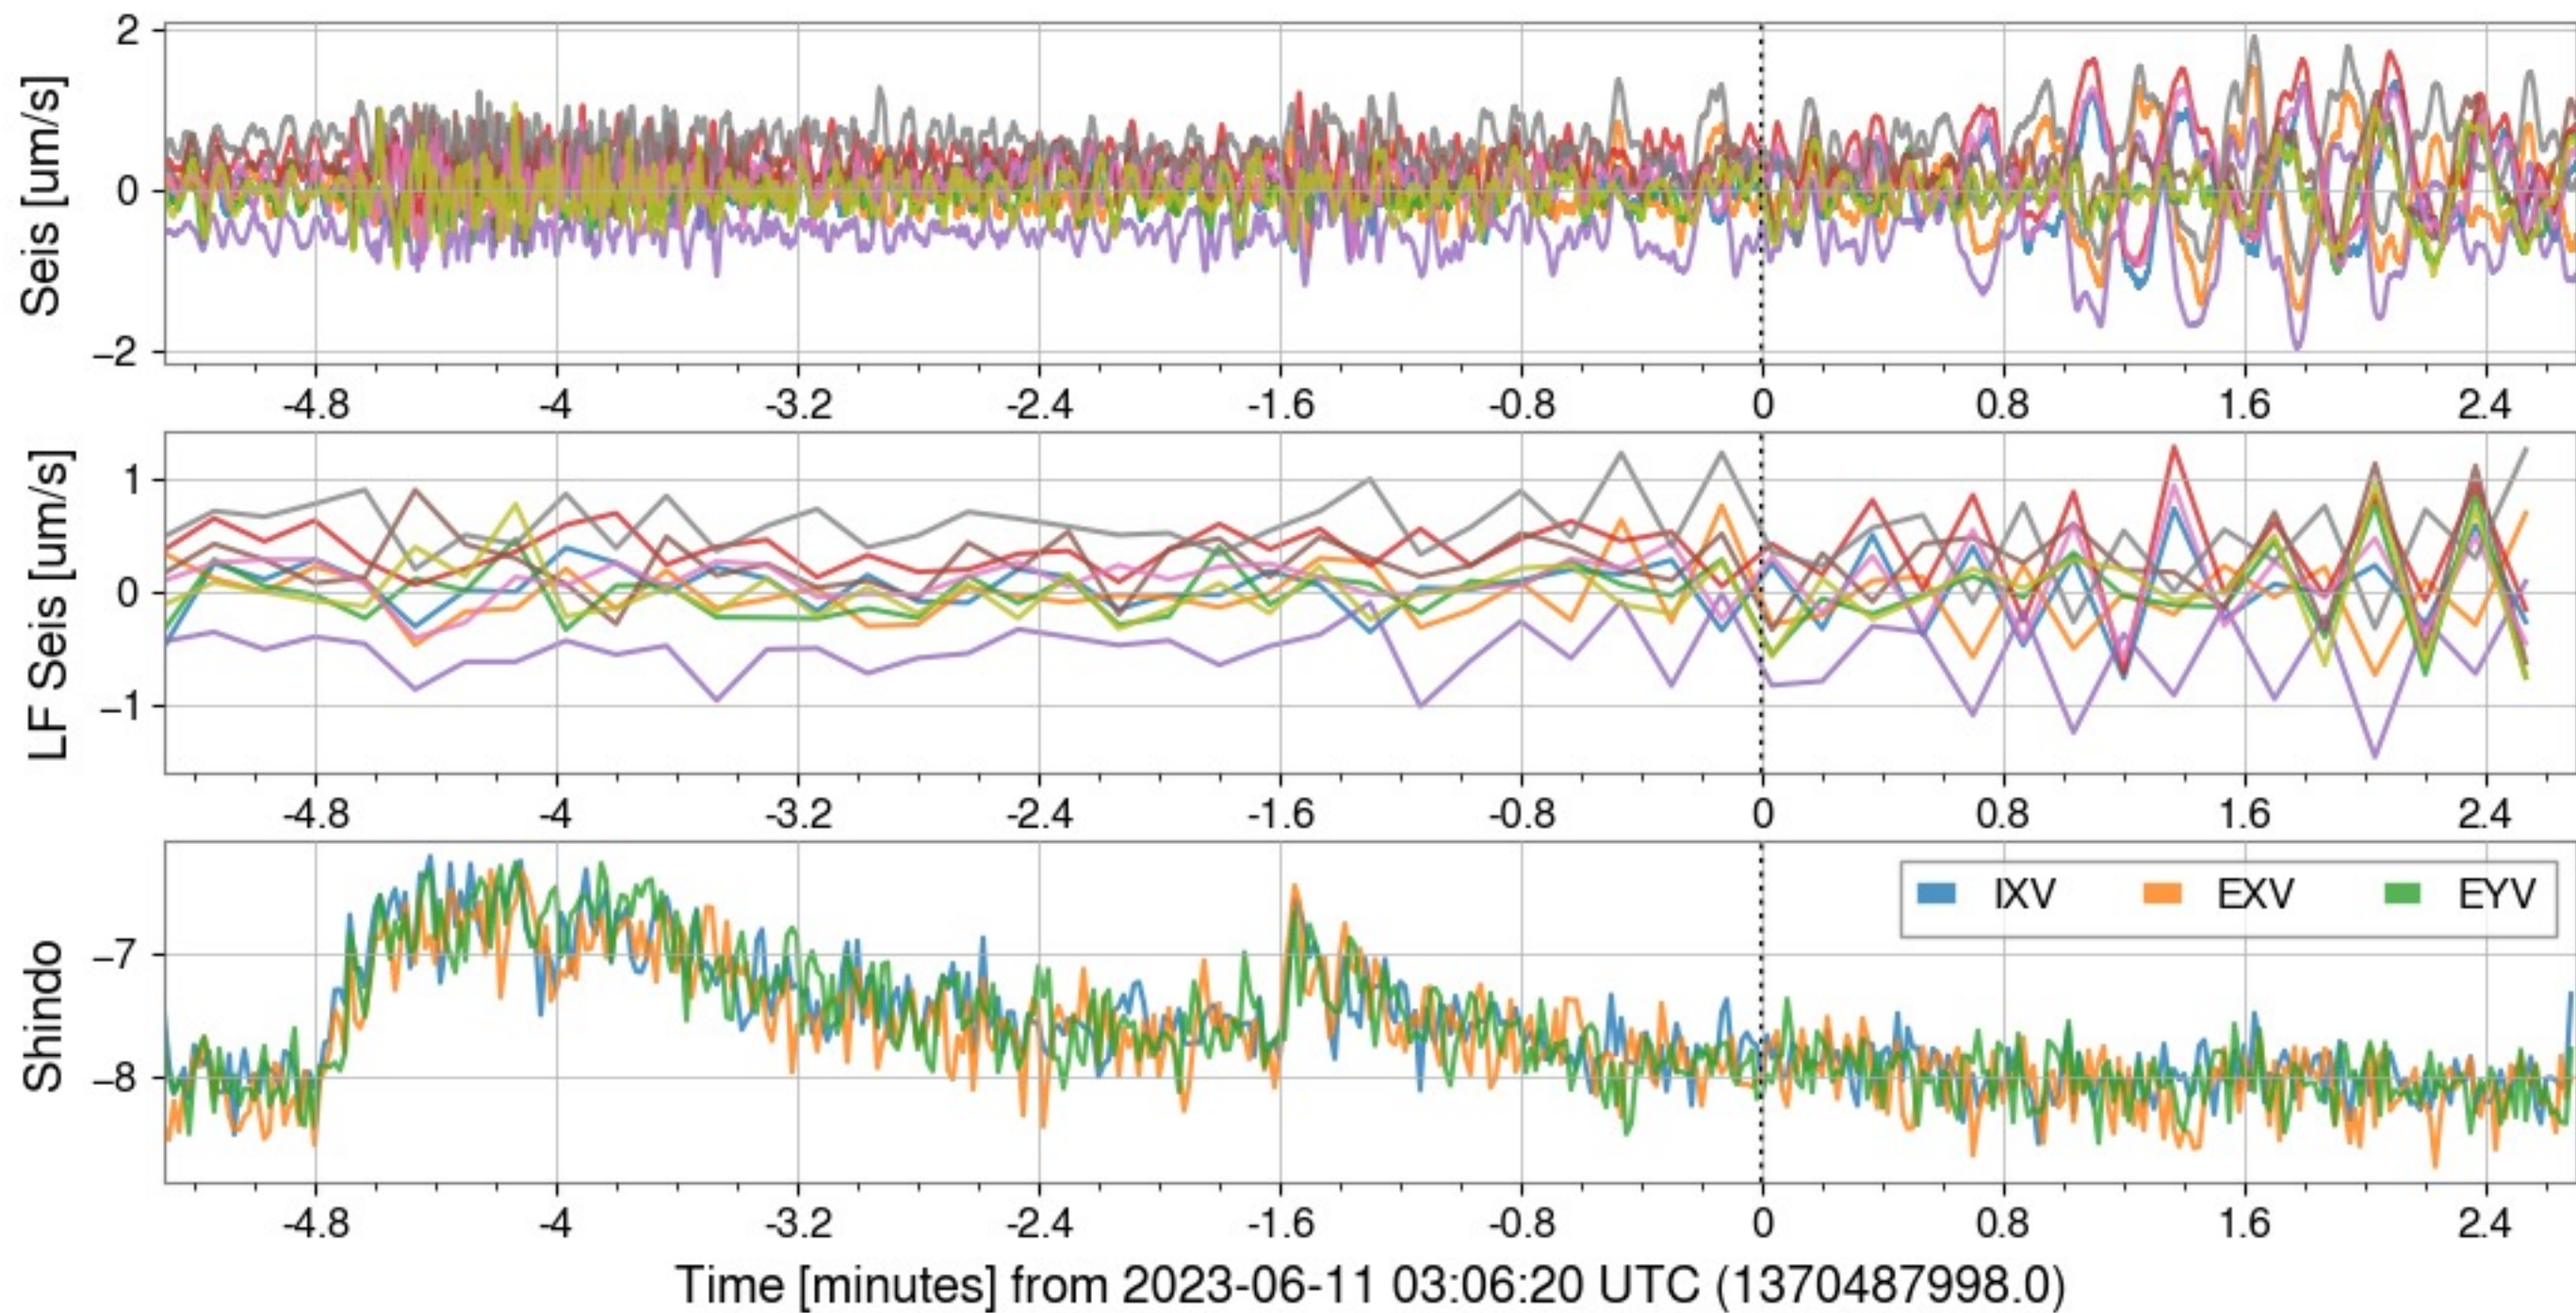 Seis [um/s]
2
0
−2
-4.8 -4 -3.2 -2.4 -1.6 -0.8 0 0.8 1.6 2.4
LF Seis [um/s]
1
0
−1
-4.8 -4 -3.2 -2.4 -1.6 -0.8 0 0.8 1.6 2.4
Shindo
−7
−8
IXV EXV EYV
-4.8 -4 -3.2 -2.4 -1.6 -0.8 0 0.8 1.6 2.4
Time [minutes] from 2023-06-11 03:06:20 UTC (1370487998.0)